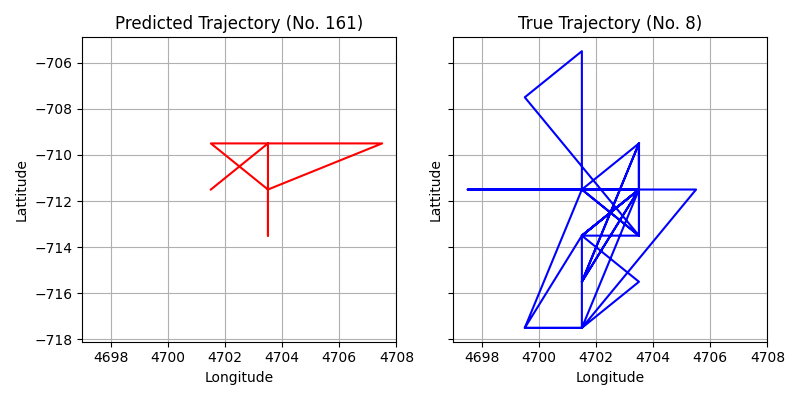 Predicted Trajectory (No. 161)
True Trajectory (No. 8)
Lattitude
−706
−708
−710
−712
−714
−716
−718
4698 4700 4702 4704 4706 4708
Longitude
Lattitude
4698 4700 4702 4704 4706 4708
Longitude